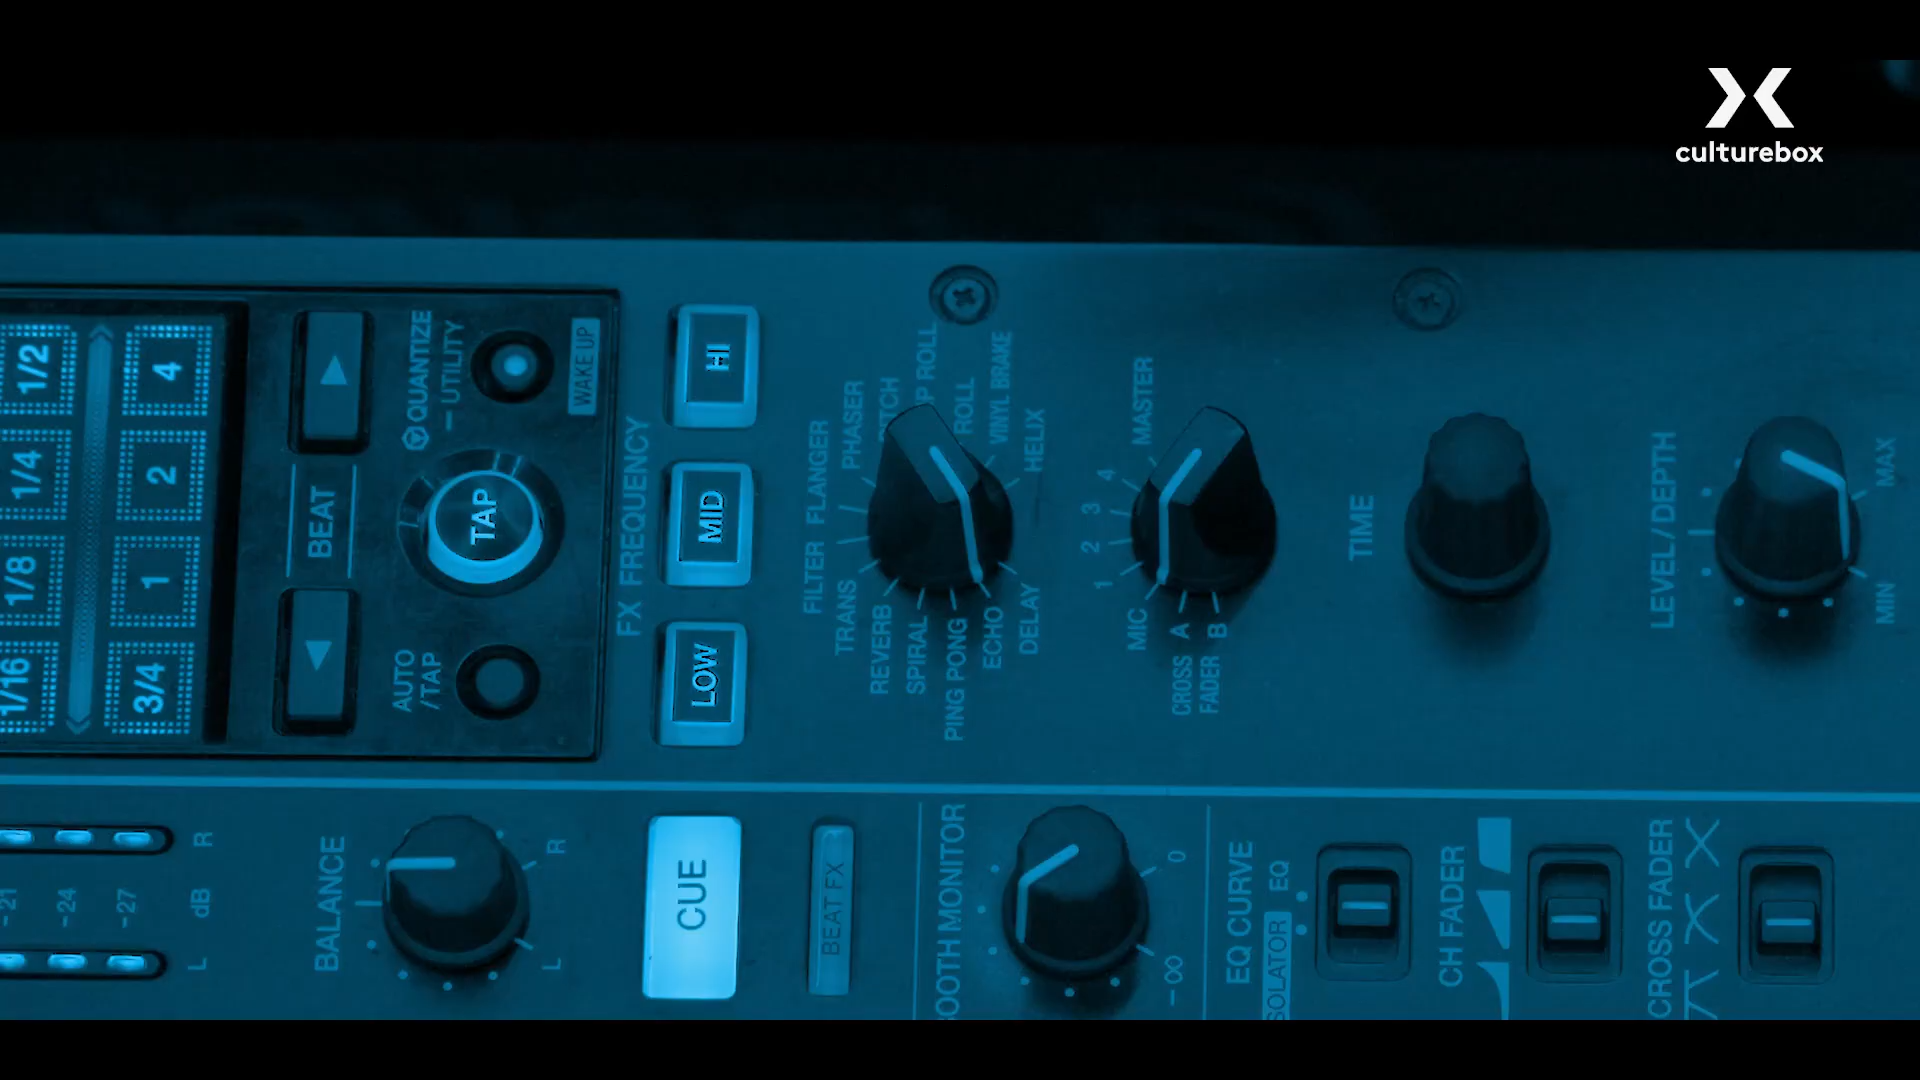 culturebox
1/2
1/4
1/8
1/16
4
2
1
3/4
BEAT
QUANTIZE
– UTILITY
WAKE UP
TAP
AUTO
/TAP
FX FREQUENCY
HI
MID
LOW
FILTER
FLANGER
PHASER
ROLL
VINYL BRAKE
HELIX
TRANS
REVERB
SPIRAL
PING PONG
ECHO
DELAY
MASTER
4
3
2
1
MIC
CROSS
FADER
A
B
TIME
LEVEL/DEPTH
MAX
MIN
-21
-24
-27
R
dB
L
BALANCE
R
L
CUE
BEAT FX
MONITOR
0
-∞
EQ CURVE
EQ
CH FADER
CROSS FADER